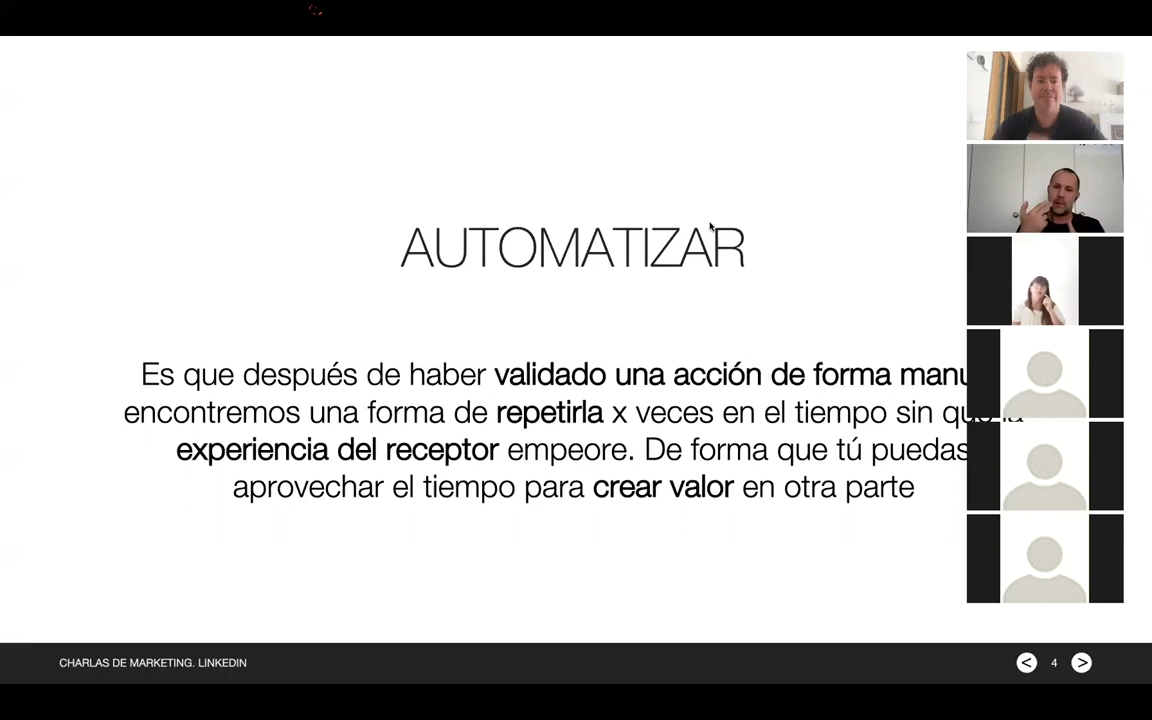 AUTOMATIZAR
Es que después de haber validado una acción de forma
encontremos una forma de repetirla x veces en el tiempo sin
experiencia del receptor empeore. De forma que tú puedas
aprovechar el tiempo para crear valor en otra parte
CHARLAS DE MARKETING. LINKEDIN
< 4 >